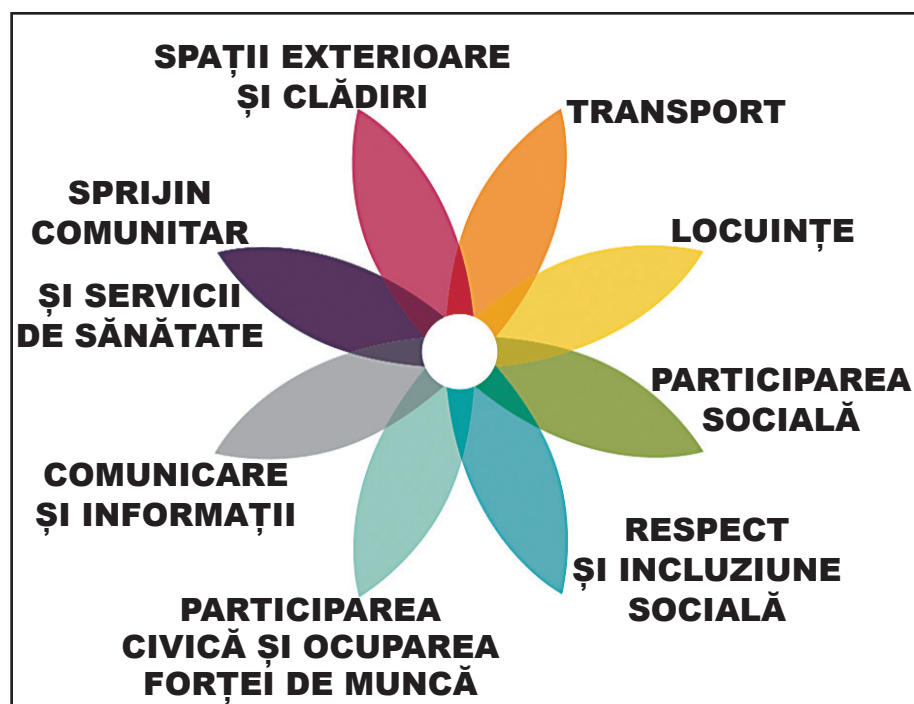 SPAȚII EXTERIOARE
ȘI CLĂDIRI
TRANSPORT
LOCUINȚE
PARTICIPAREA
SOCIALĂ
RESPECT
ȘI INCLUZIUNE
SOCIALĂ
PARTICIPAREA
CIVICĂ ȘI OCUPAREA
FORȚEI DE MUNCĂ
COMUNICARE
ȘI INFORMAȚII
SPRIJIN
COMUNITAR
ȘI SERVICII
DE SĂNĂTATE